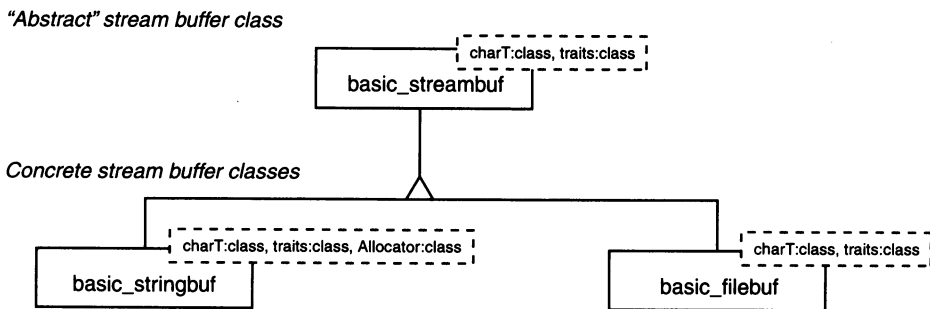 “Abstract” stream buffer class
charT:class, traits:class
basic_streambuf
Concrete stream buffer classes
charT:class, traits:class, Allocator:class
basic_stringbuf
charT:class, traits:class
basic_filebuf